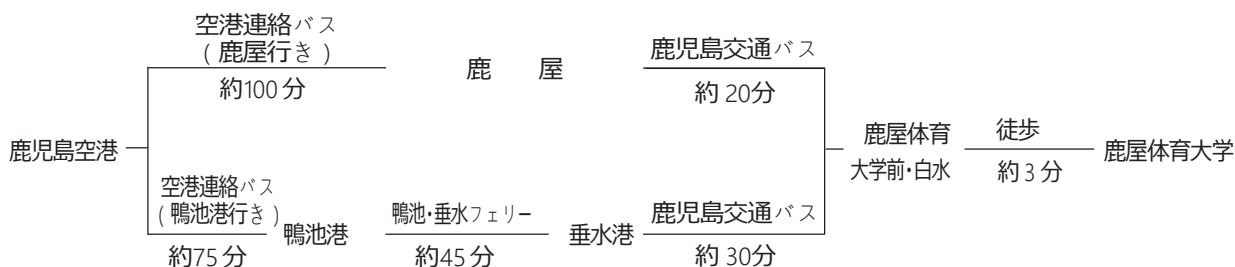 空港連絡バス
(鹿屋行き)
約100分
鹿　屋
鹿児島交通バス
約20分
鹿児島空港
空港連絡バス
(鴨池港行き)
約75分
鴨池港
鴨池・垂水フェリー
約45分
垂水港
鹿児島交通バス
約30分
鹿屋体育
大学前・白水
徒歩
約3分
鹿屋体育大学